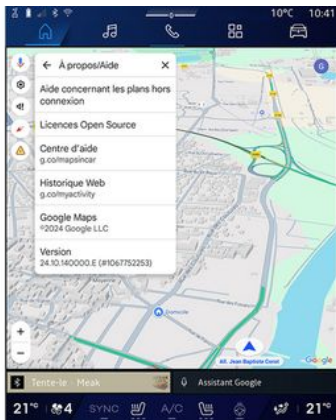 10°C 10:41
À propos/Aide
G
Aide concernant les plans hors
connexion
Licences Open Source
Centre d'aide
g.co/mapsincar
Historique Web
g.co/myactivity
Google Maps
©2024 Google LLC
Version
24.10.140000.E (#1067752253)
Domicile
+
−
All. Jean Baptiste Corot
Google
Tente-le · Meak
Assistant Google
21°C
4
SYNC
A/C
21°C